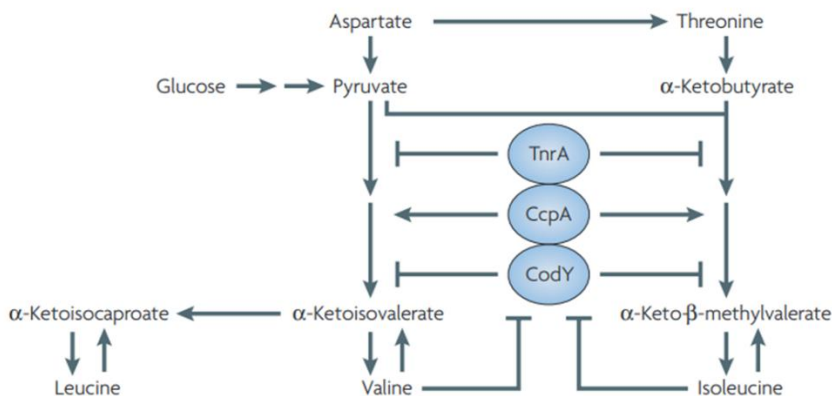 Aspartate Threonine
Glucose Pyruvate α-Ketobutyrate
TnrA
CcpA
CodY
α-Ketoisocaproate α-Ketoisovalerate α-Keto-β-methylvalerate
Leucine Valine Isoleucine